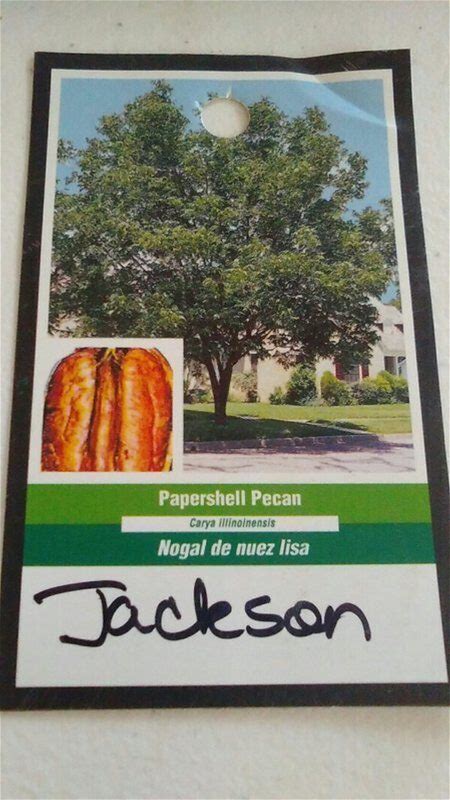 Papershell Pecan
Carya illinoinensis
Nogal de nuez lisa
Jackson